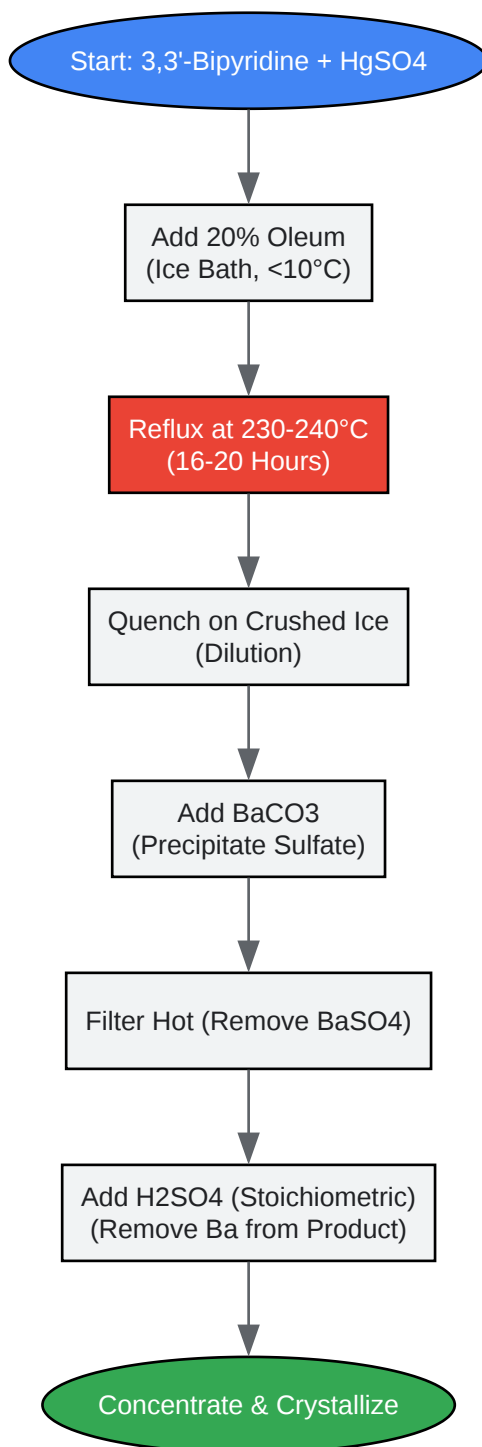 Start: 3,3'-Bipyridine + HgSO4
Add 20% Oleum
(Ice Bath, <10°C)
Reflux at 230-240°C
(16-20 Hours)
Quench on Crushed Ice
(Dilution)
Add BaCO3
(Precipitate Sulfate)
Filter Hot (Remove BaSO4)
Add H2SO4 (Stoichiometric)
(Remove Ba from Product)
Concentrate & Crystallize